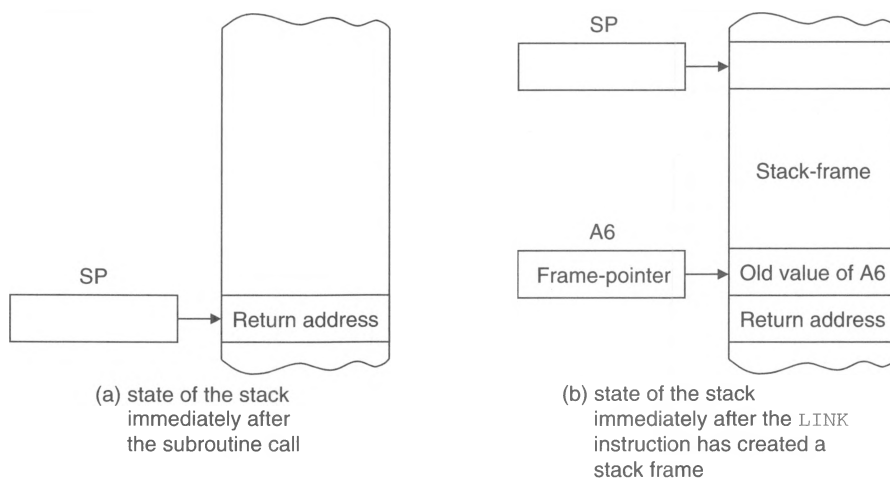 SP
Return address
(a) state of the stack
immediately after
the subroutine call
SP
Stack-frame
A6
Frame-pointer
Old value of A6
Return address
(b) state of the stack
immediately after the LINK
instruction has created a
stack frame